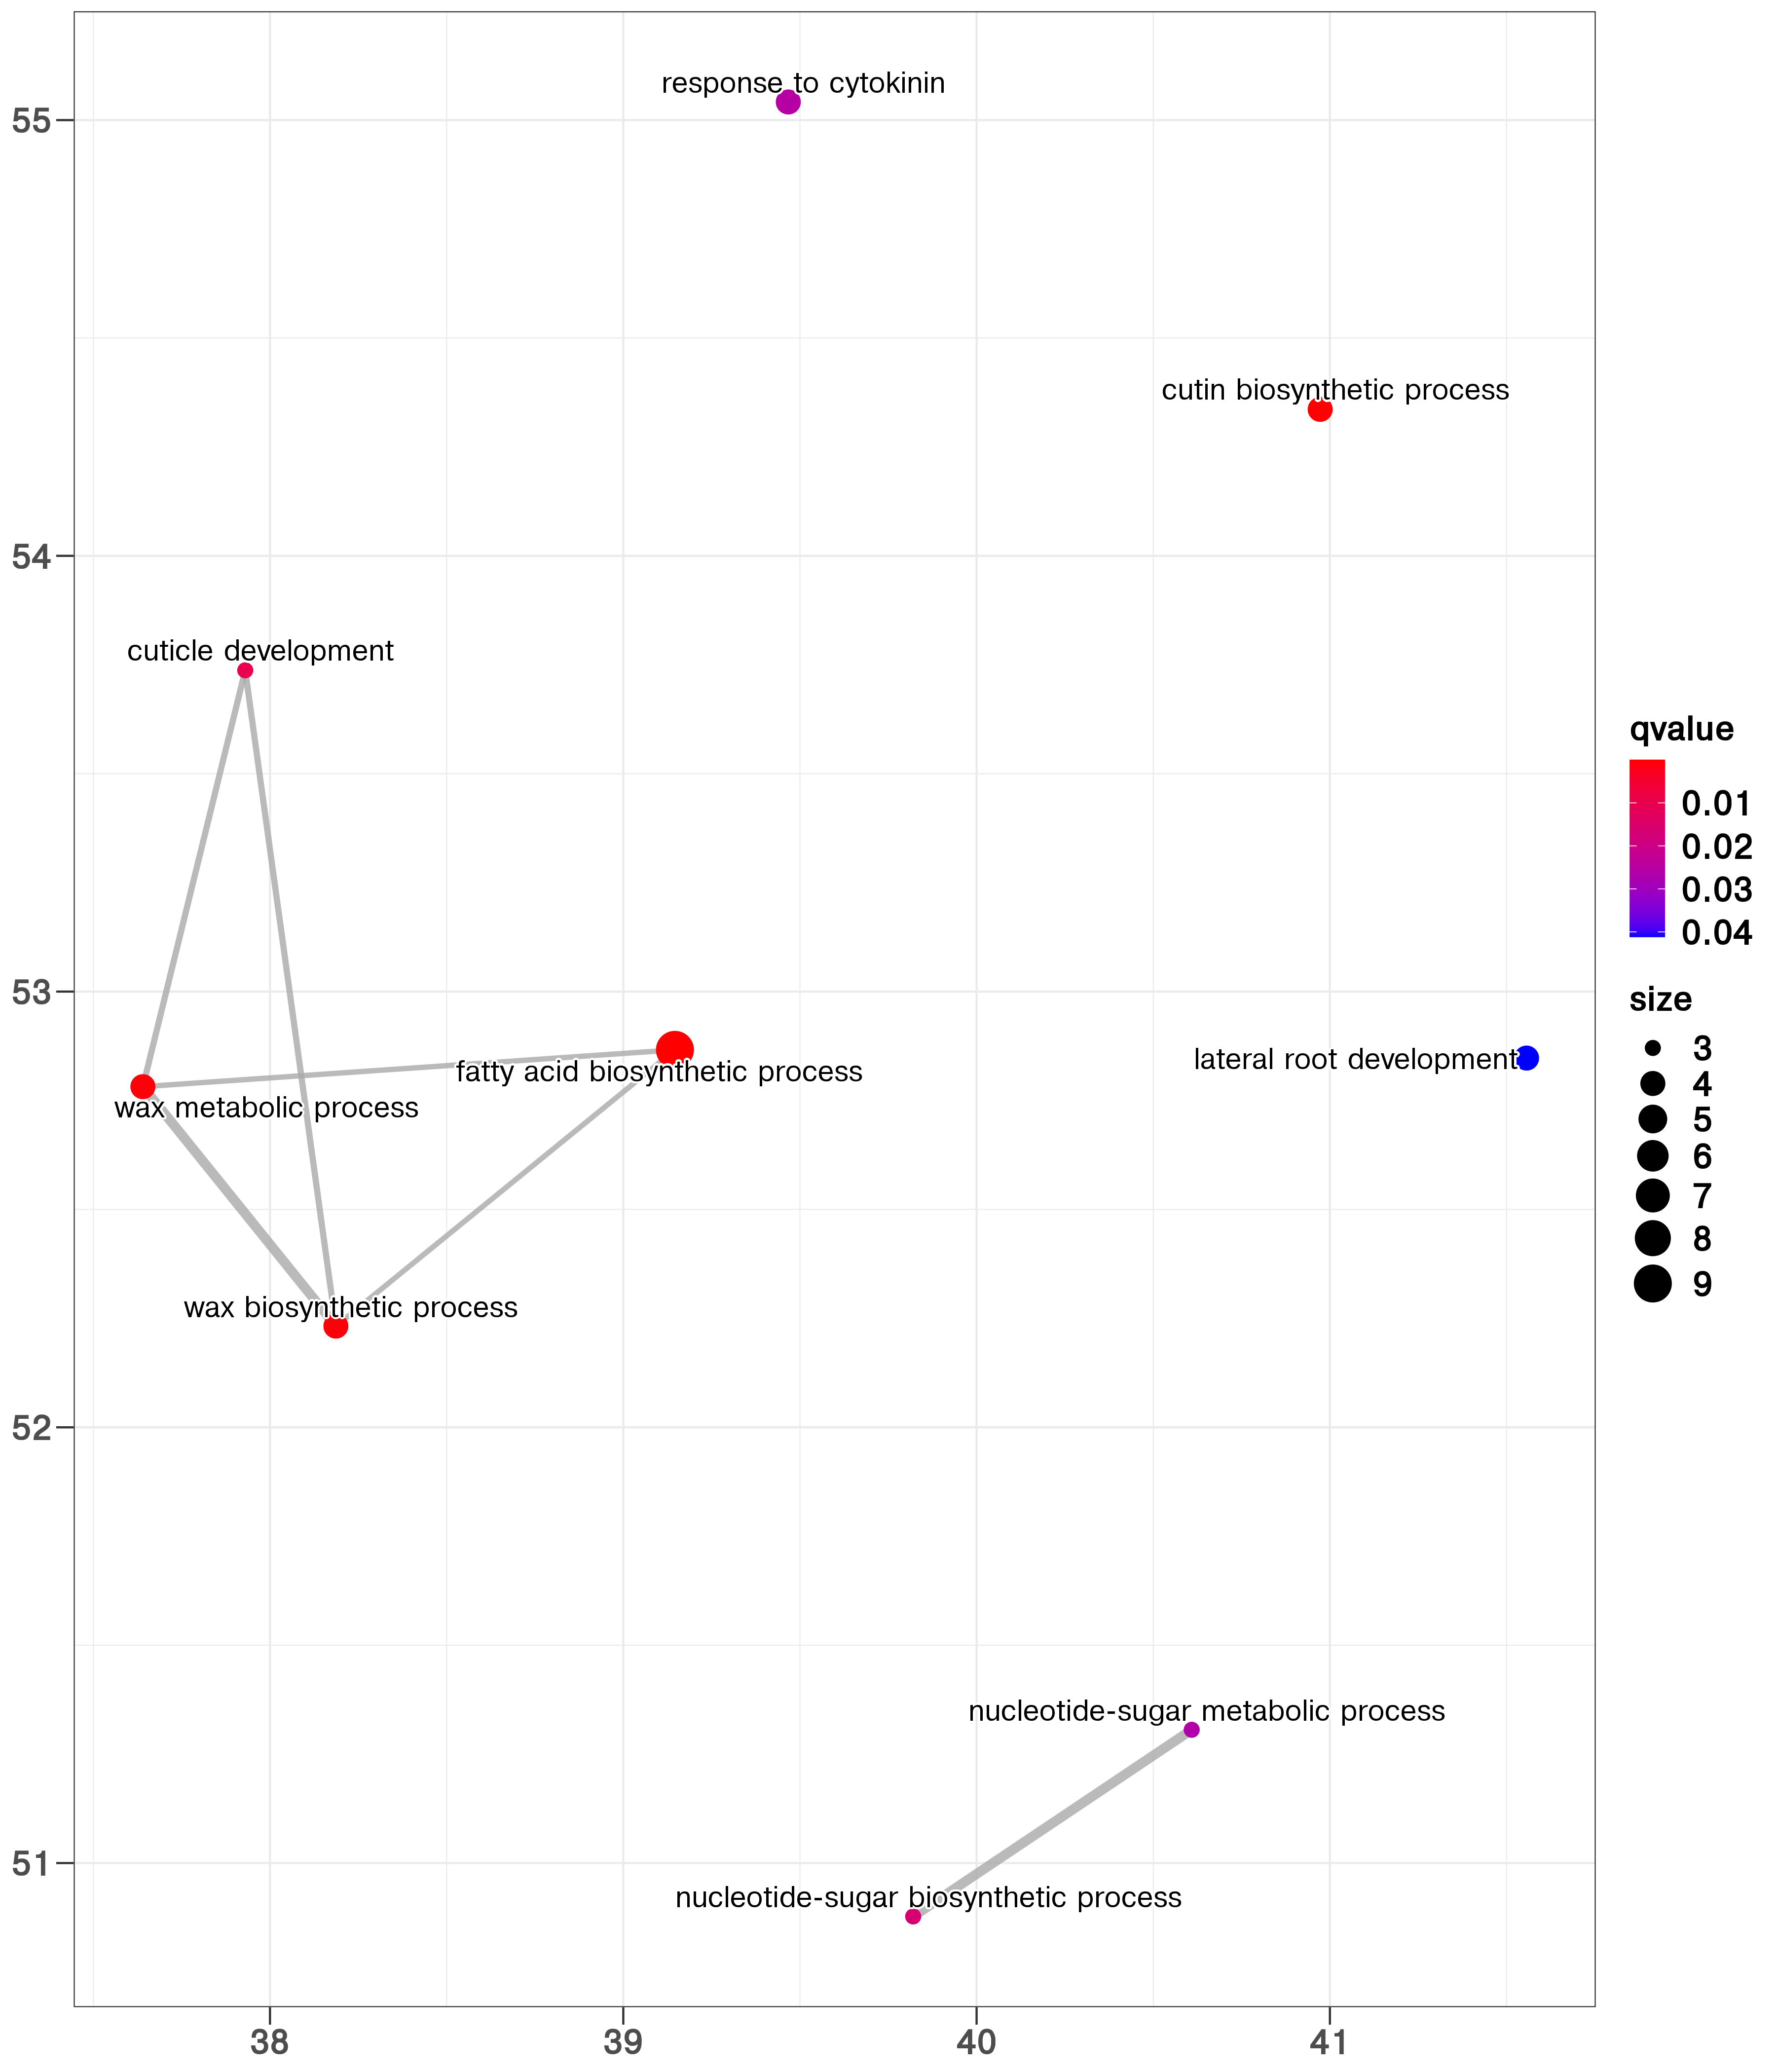 response to cytokinin
55
cutin biosynthetic process
54
cuticle development
qvalue
0.01
0.02
0.03
0.04
53
size
3
4
5
6
7
8
9
fatty acid biosynthetic process
lateral root development
wax metabolic process
wax biosynthetic process
52
nucleotide-sugar metabolic process
51
nucleotide-sugar biosynthetic process
38
39
40
41